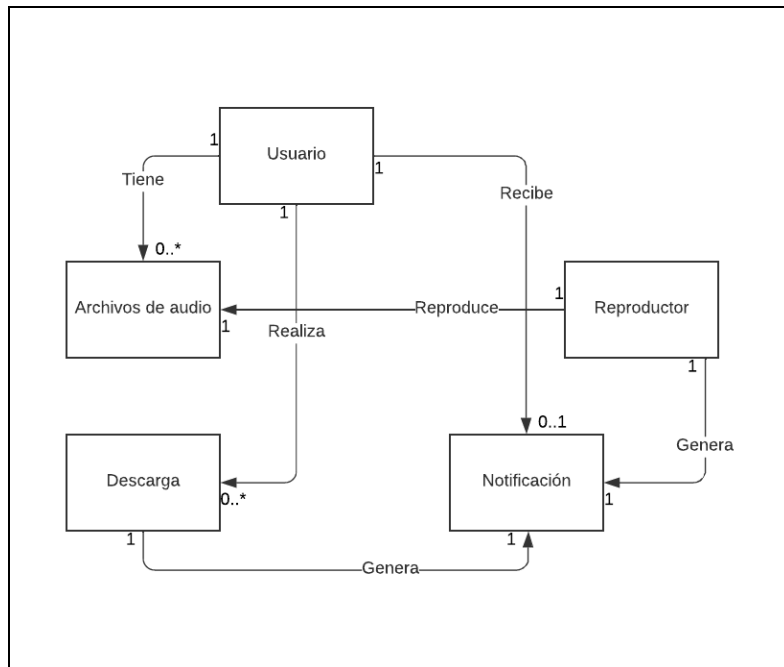 1
Usuario
1
Tiene
1
Recibe
0..*
Archivos de audio
1
Reproduce
1
Reproductor
Realiza
1
0..1
Genera
Descarga
0..*
Notificación
1
1
1
Genera